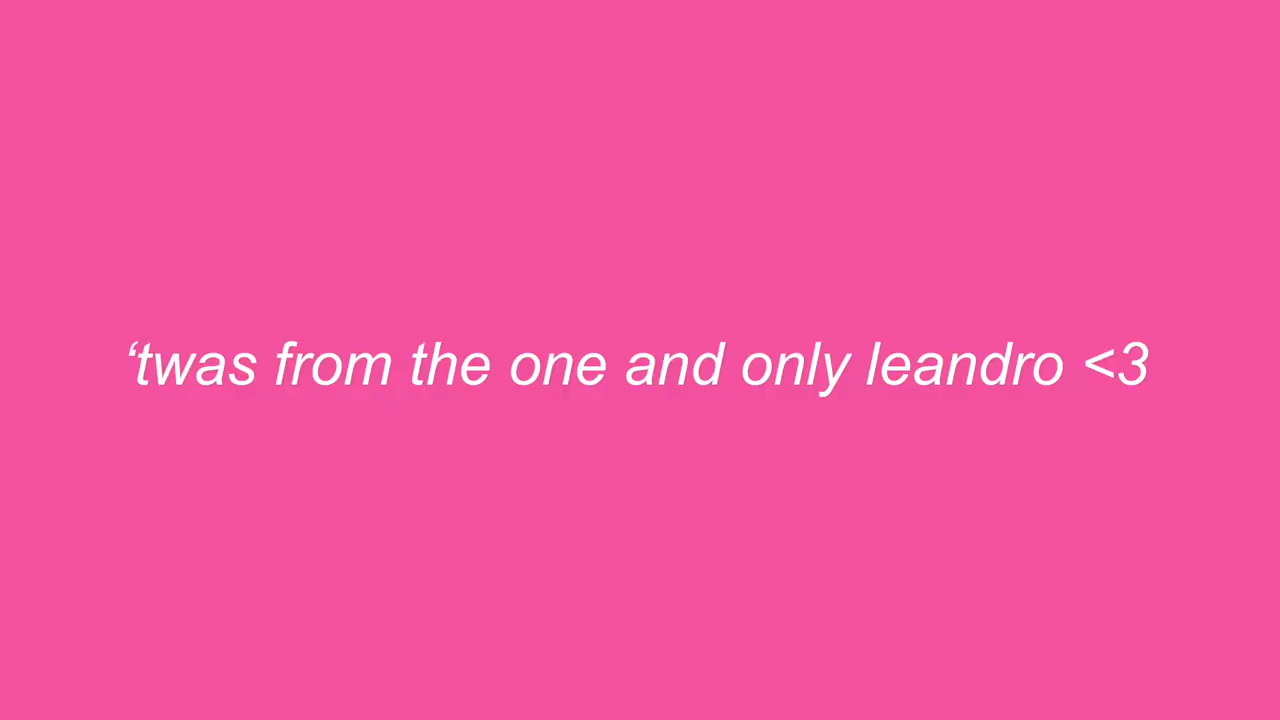 ‘twas from the one and only leandro <3